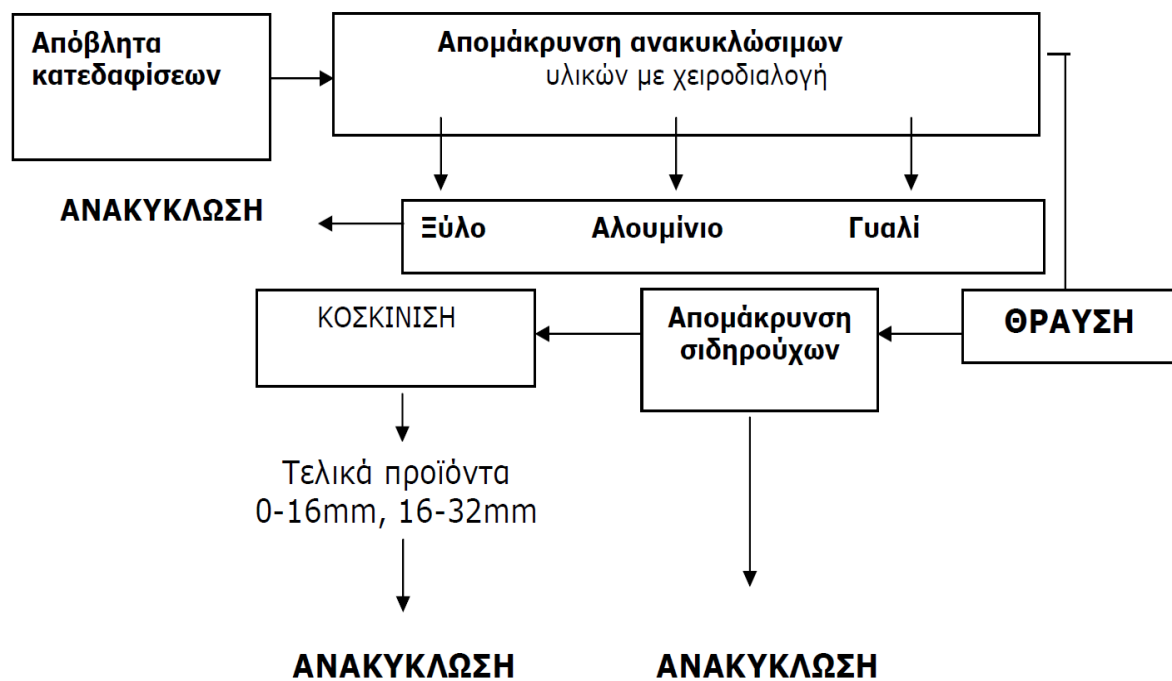 Απόβλητα
κατεδαφίσεων
Απομάκρυνση ανακυκλώσιμων
υλικών με χειροδιαλογή
ΑΝΑΚΥΚΛΩΣΗ
Ξύλο Αλουμίνιο Γυαλί
ΚΟΣΚΙΝΙΣΗ
Απομάκρυνση
σιδηρούχων
ΘΡΑΥΣΗ
Τελικά προϊόντα
0-16mm, 16-32mm
ΑΝΑΚΥΚΛΩΣΗ
ΑΝΑΚΥΚΛΩΣΗ